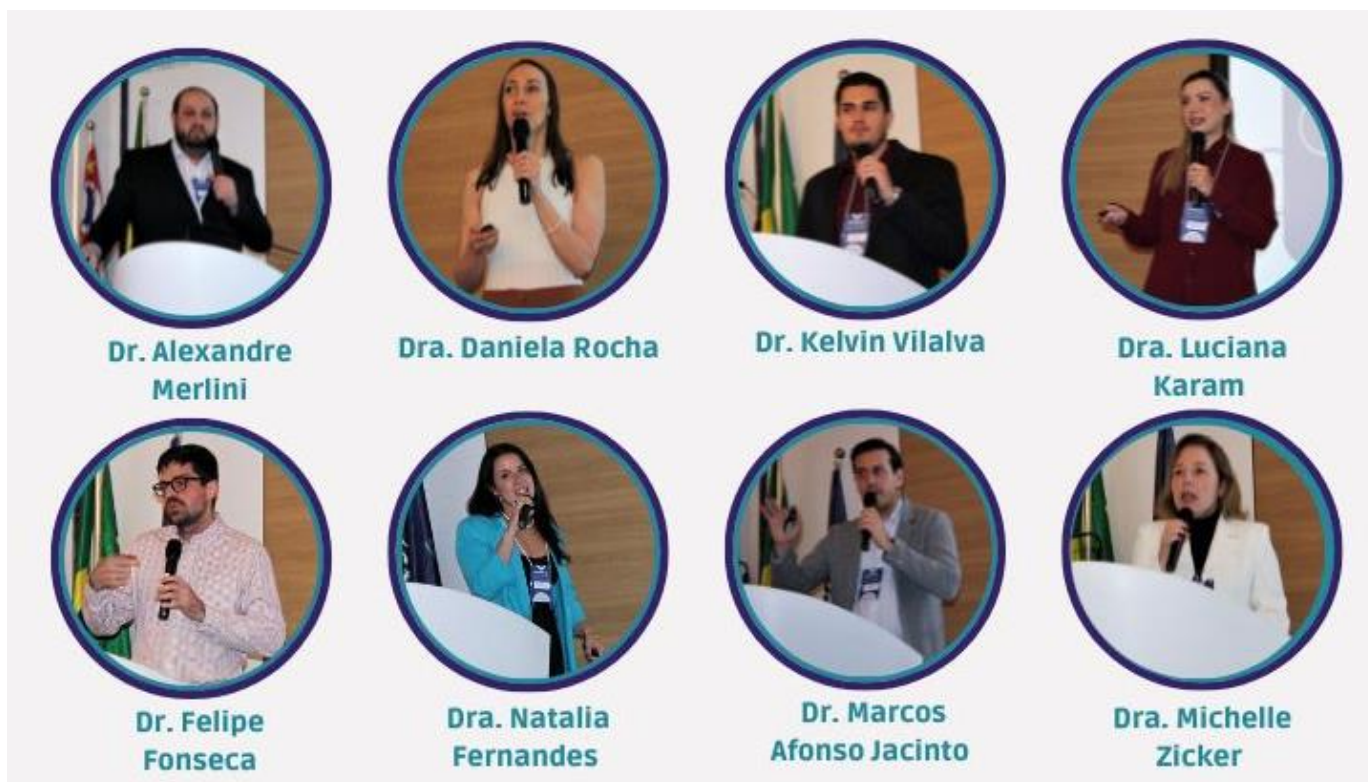 Dr. Alexandre
Merlini
Dra. Daniela Rocha
Dr. Kelvin Vilalva
Dra. Luciana
Karam
Dr. Felipe
Fonseca
Dra. Natalia
Fernandes
Dr. Marcos
Afonso Jacinto
Dra. Michelle
Zicker